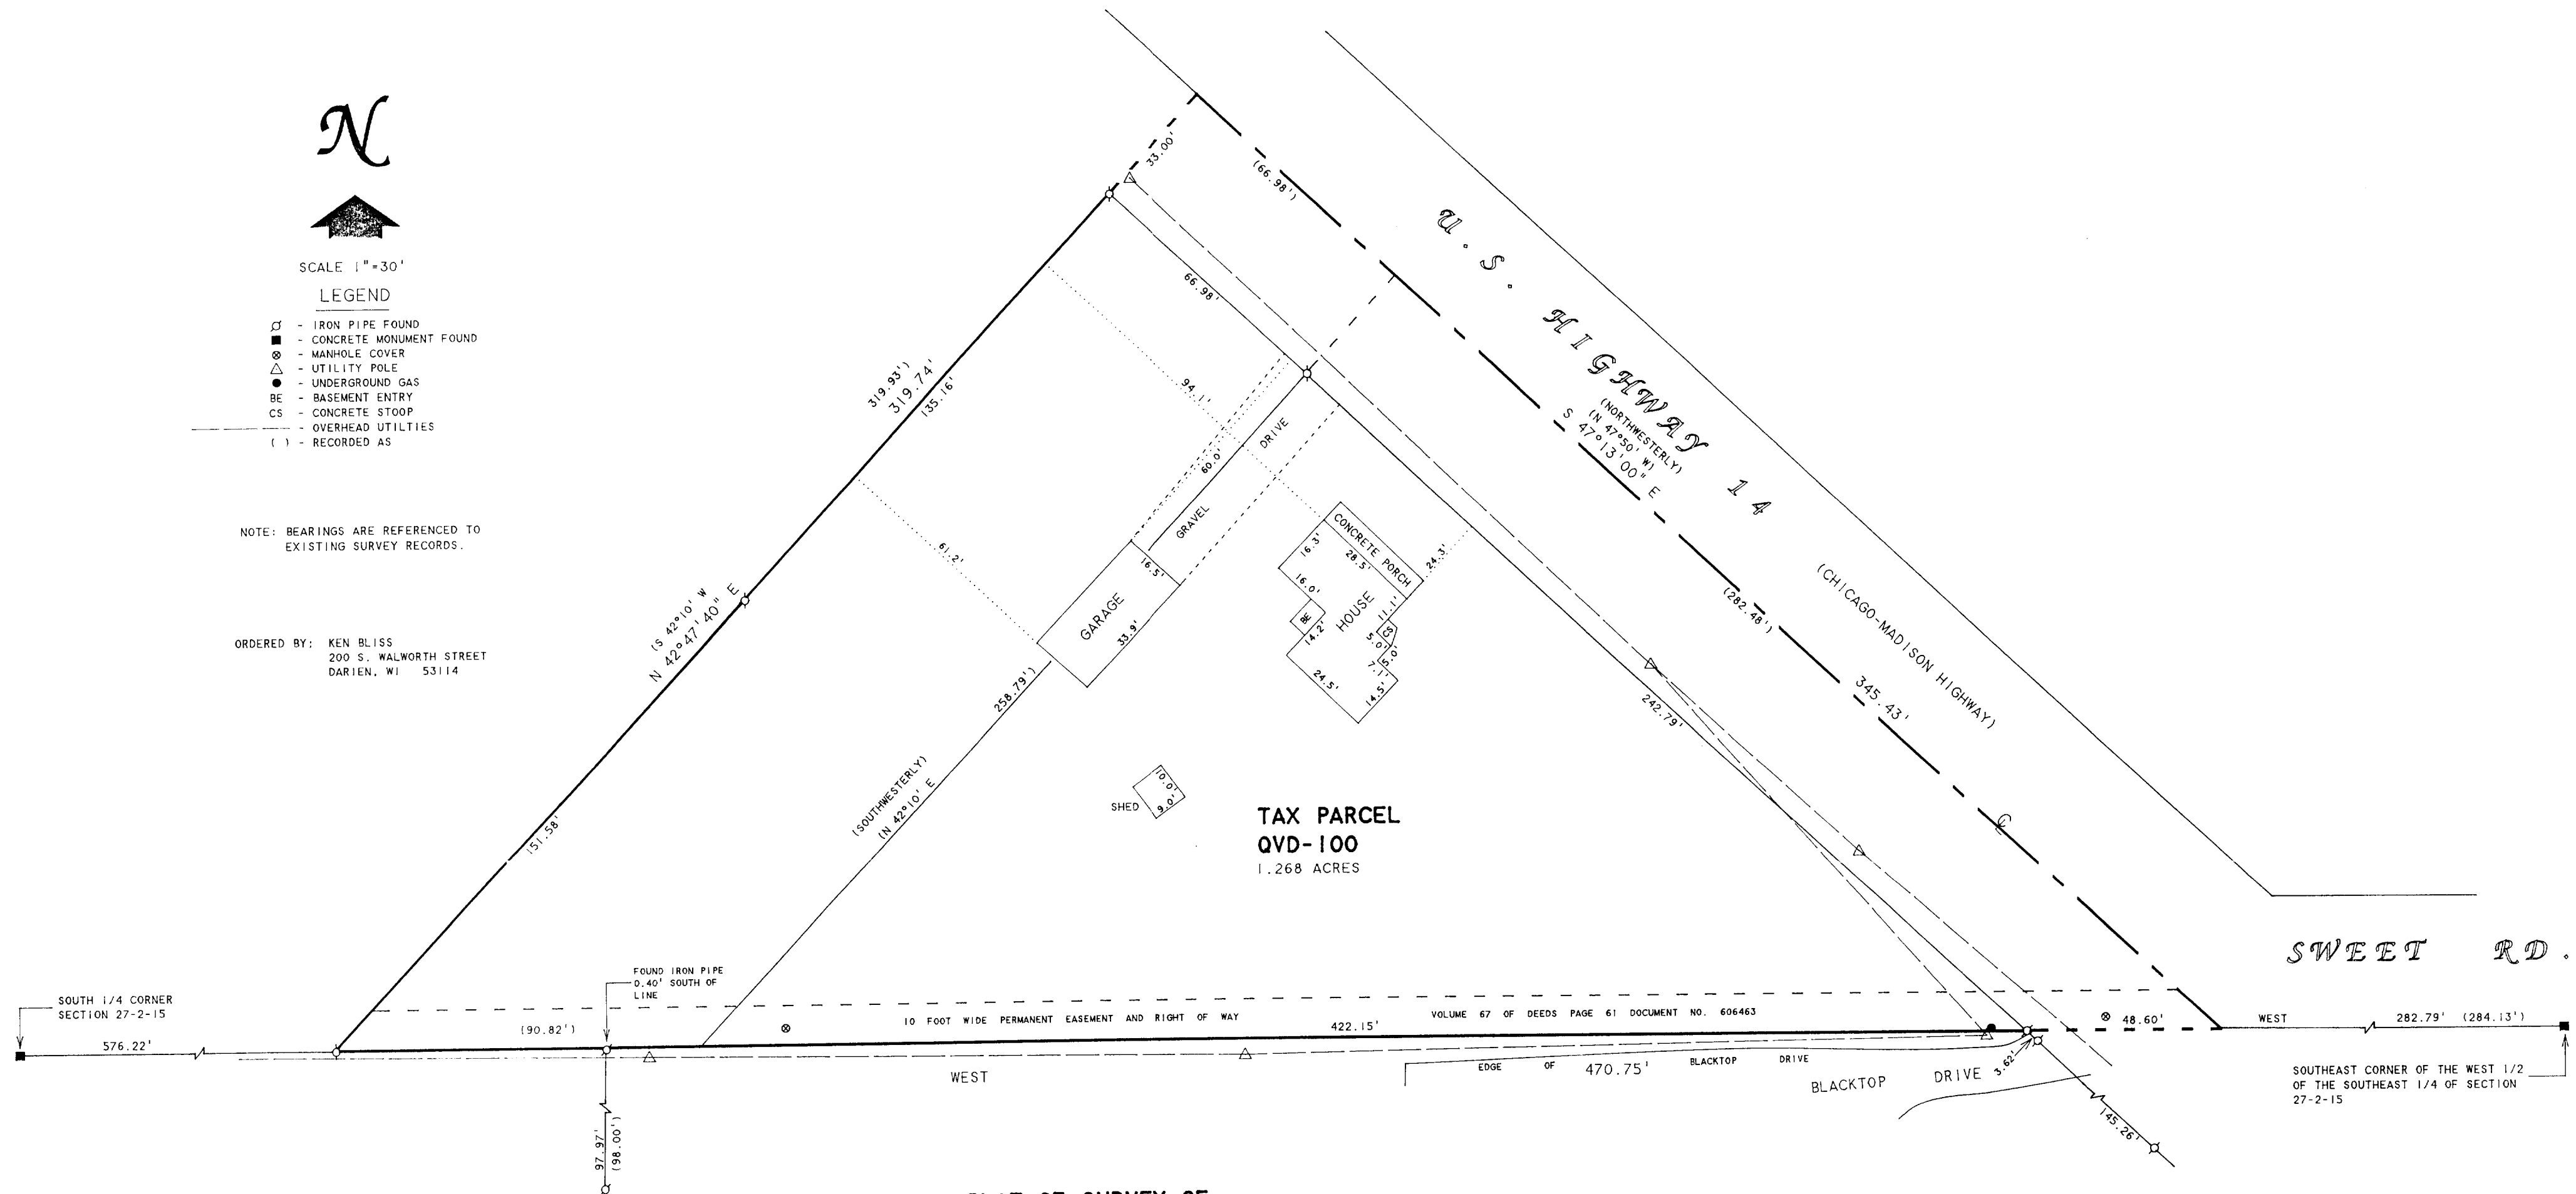 N
SCALE 1"=30'
LEGEND
- IRON PIPE FOUND
- CONCRETE MONUMENT FOUND
- MANHOLE COVER
- UTILITY POLE
- UNDERGROUND GAS
BE - BASEMENT ENTRY
CS - CONCRETE STOOP
- OVERHEAD UTILTIES
( ) - RECORDED AS
NOTE: BEARINGS ARE REFERENCED TO
EXISTING SURVEY RECORDS.
ORDERED BY: KEN BLISS
200 S. WALWORTH STREET
DARIEN, WI 53114
33.00'
(66.98')
66.98'
319.93')
319.74'
135.16'
94.1'
61.2'
(S 42°10' W
N 42°47'40" E
151.58'
60.0'
GRAVEL DRIVE
16.5'
GARAGE
33.9'
258.79')
(SOUTHWESTERLY)
(N 42°10' E
CONCRETE PORCH
16.3'
28.5'
24.3'
16.0'
HOUSE
11.1'
BE
CS
14.2'
5.0'
5.0'
7.1'
24.5'
14.5'
10.0'
SHED
9.0'
TAX PARCEL
QVD-100
1.268 ACRES
U.S. HIGHWAY 14
(NORTHWESTERLY)
(N 47°50' W)
S 47°13'00" E
(CHICAGO-MADISON HIGHWAY)
(282.48')
242.79'
345.43'
SWEET RD.
SOUTH 1/4 CORNER
SECTION 27-2-15
576.22'
FOUND IRON PIPE
0.40' SOUTH OF
LINE
(90.82')
10 FOOT WIDE PERMANENT EASEMENT AND RIGHT OF WAY
VOLUME 67 OF DEEDS PAGE 61 DOCUMENT NO. 606463
422.15'
48.60'
WEST
282.79' (284.13')
WEST
EDGE OF BLACKTOP DRIVE
470.75'
BLACKTOP DRIVE
3.62'
145.26'
SOUTHEAST CORNER OF THE WEST 1/2
OF THE SOUTHEAST 1/4 OF SECTION
27-2-15
97.97'
(98.00')